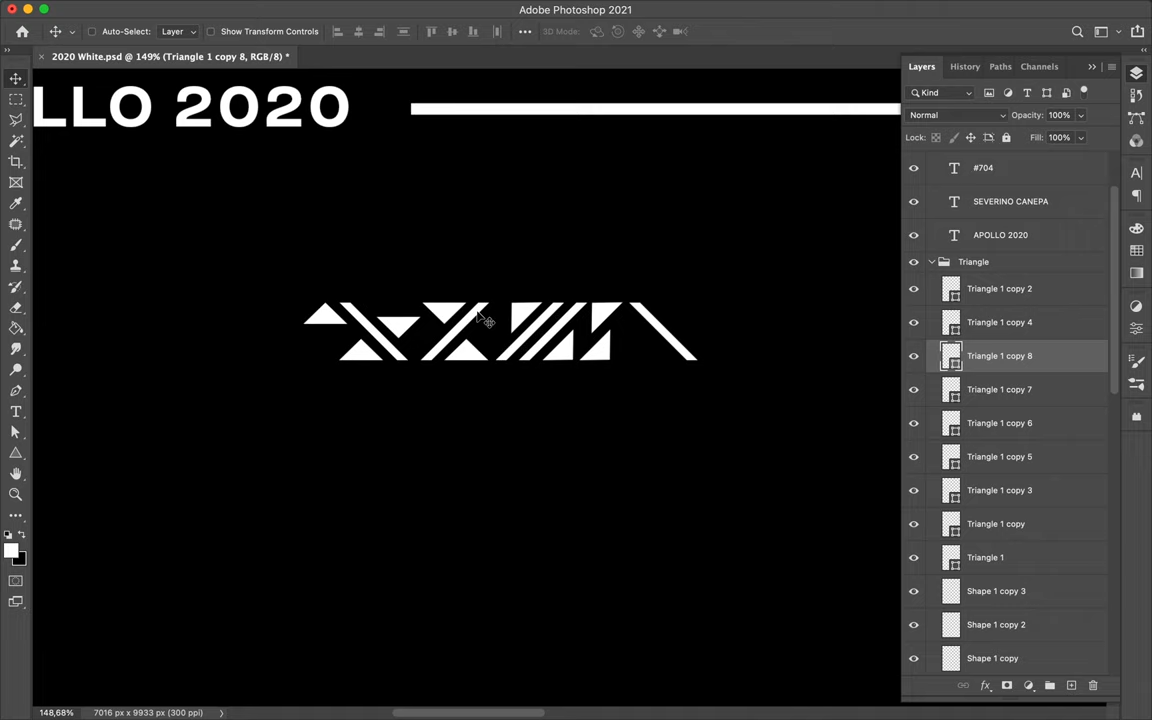 Adobe Photoshop 2021
Auto-Select: Layer Show Transform Controls 3D Mode:
2020 White.psd @ 149% (Triangle 1 copy 8, RGB/8) *
LLO 2020
Layers History Paths Channels
Kind
Normal Opacity: 100%
Lock: Fill: 100%
#704
SEVERINO CANEPA
APOLLO 2020
Triangle
Triangle 1 copy 2
Triangle 1 copy 4
Triangle 1 copy 8
Triangle 1 copy 7
Triangle 1 copy 6
Triangle 1 copy 5
Triangle 1 copy 3
Triangle 1 copy
Triangle 1
Shape 1 copy 3
Shape 1 copy 2
Shape 1 copy
148,68% 7016 px x 9933 px (300 ppi)